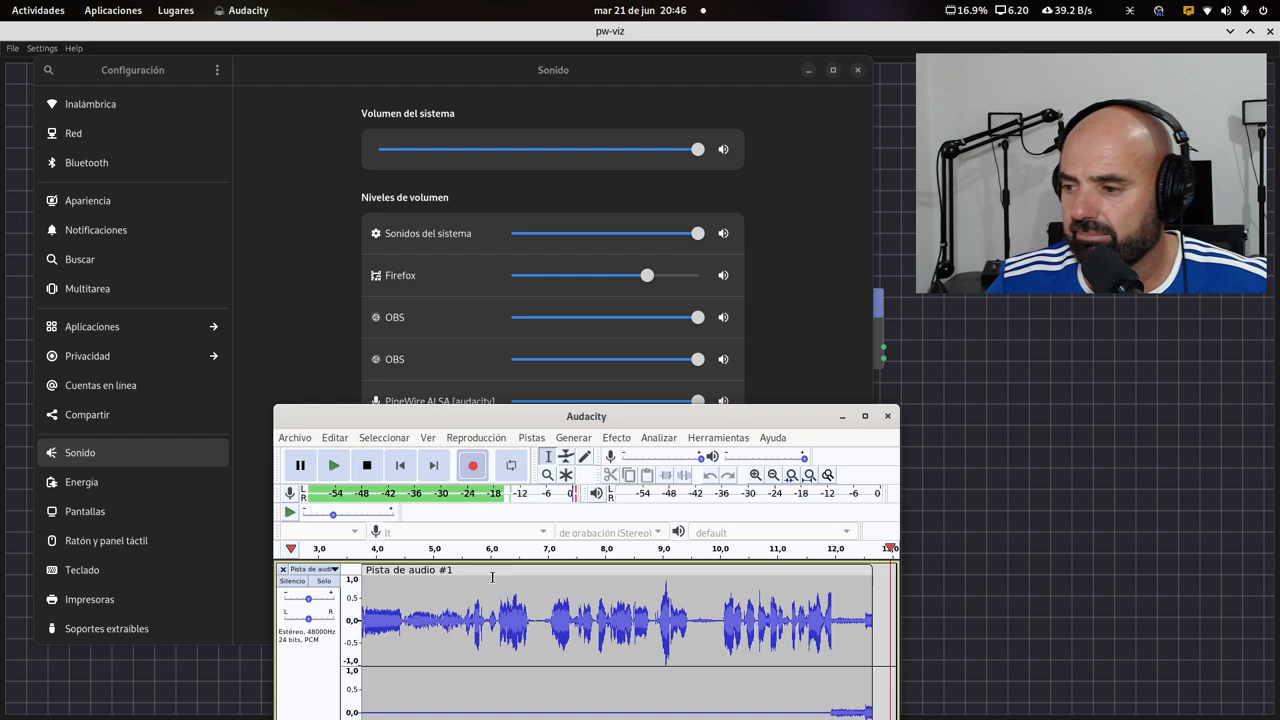 Actividades Aplicaciones Lugares Audacity mar 21 de jun 20:46 16.9% 6.20 39.2 B/s
pw-viz
File Settings Help
Configuración Sonido
Inalámbrica
Red
Bluetooth
Apariencia
Notificaciones
Buscar
Multitarea
Aplicaciones
Privacidad
Cuentas en línea
Compartir
Sonido
Energía
Pantallas
Ratón y panel táctil
Teclado
Impresoras
Soportes extraíbles
Volumen del sistema
Niveles de volumen
Sonidos del sistema
Firefox
OBS
OBS
PipeWire ALSA [audacity]
Audacity
Archivo Editar Seleccionar Ver Reproducción Pistas Generar Efecto Analizar Herramientas Ayuda
L
R
-54 -48 -42 -36 -30 -24 -18 -12 -6 0
L
R
-54 -48 -42 -36 -30 -24 -18 -12 -6 0
- +
lt de grabación (Stereo) default
3,0 4,0 5,0 6,0 7,0 8,0 9,0 10,0 11,0 12,0
Pista de audi
Pista de audio #1
Silencio Solo
- +
L R
Estéreo, 48000Hz
24 bits, PCM
1,0
0,5
0,0
-0,5
-1,0
1,0
0,5
0,0